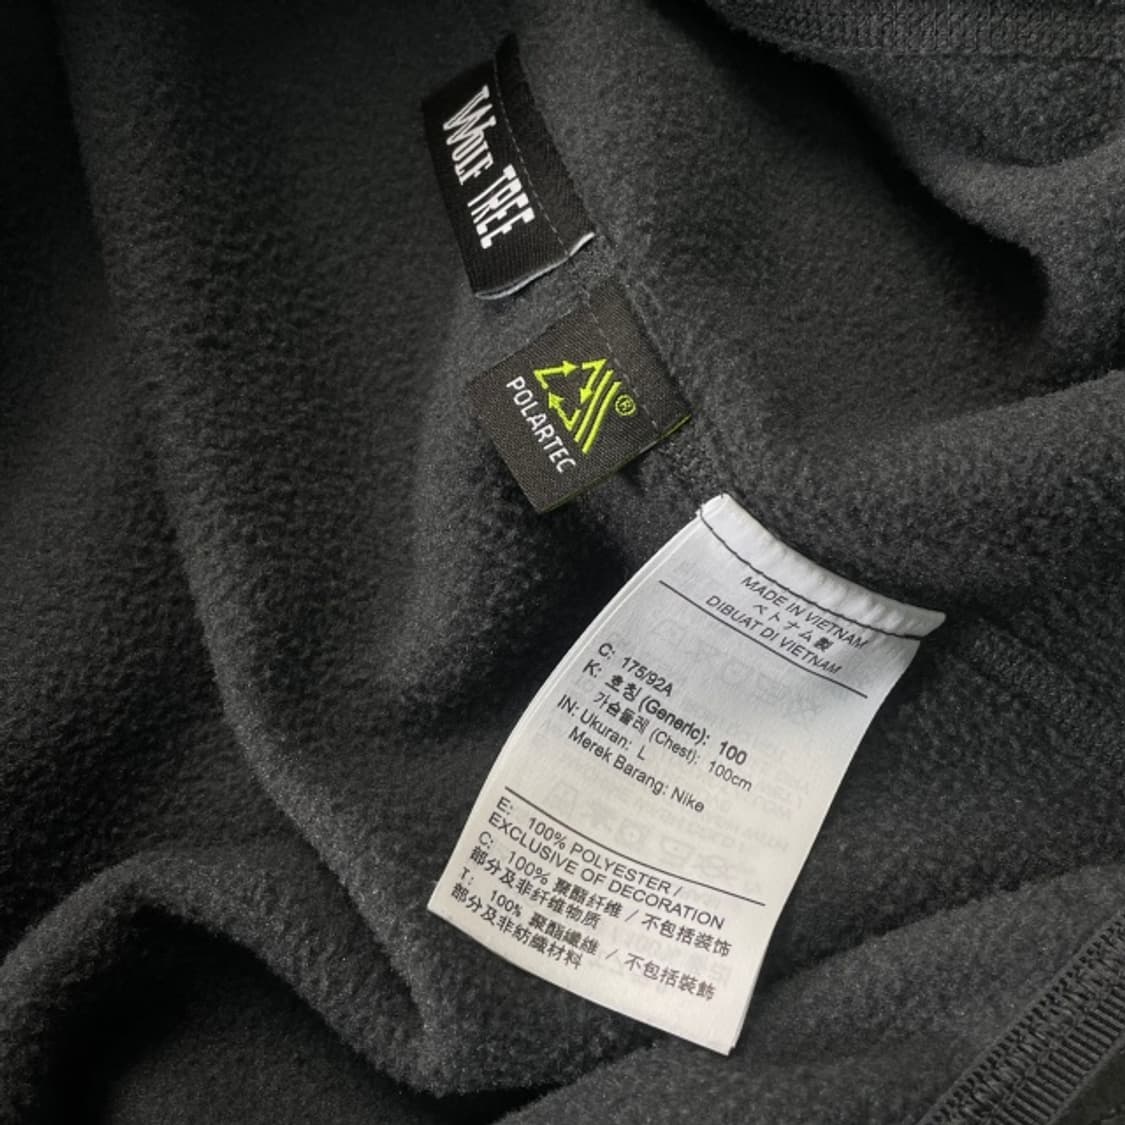 WOLF TREE
POLARTEC
®
MADE IN VIETNAM
ベトナム製
DIBUAT DI VIETNAM
C: 175/92A
K: 호칭 (Generic): 100
가슴둘레 (Chest): 100cm
IN: Ukuran: L
Merek Barang: Nike
E: 100% POLYESTER /
EXCLUSIVE OF DECORATION
C: 100% 聚酯纤维 / 不包括装饰
部分及非纤维物质
T: 100% 聚酯纖維 / 不包括裝飾
部分及非紡織材料